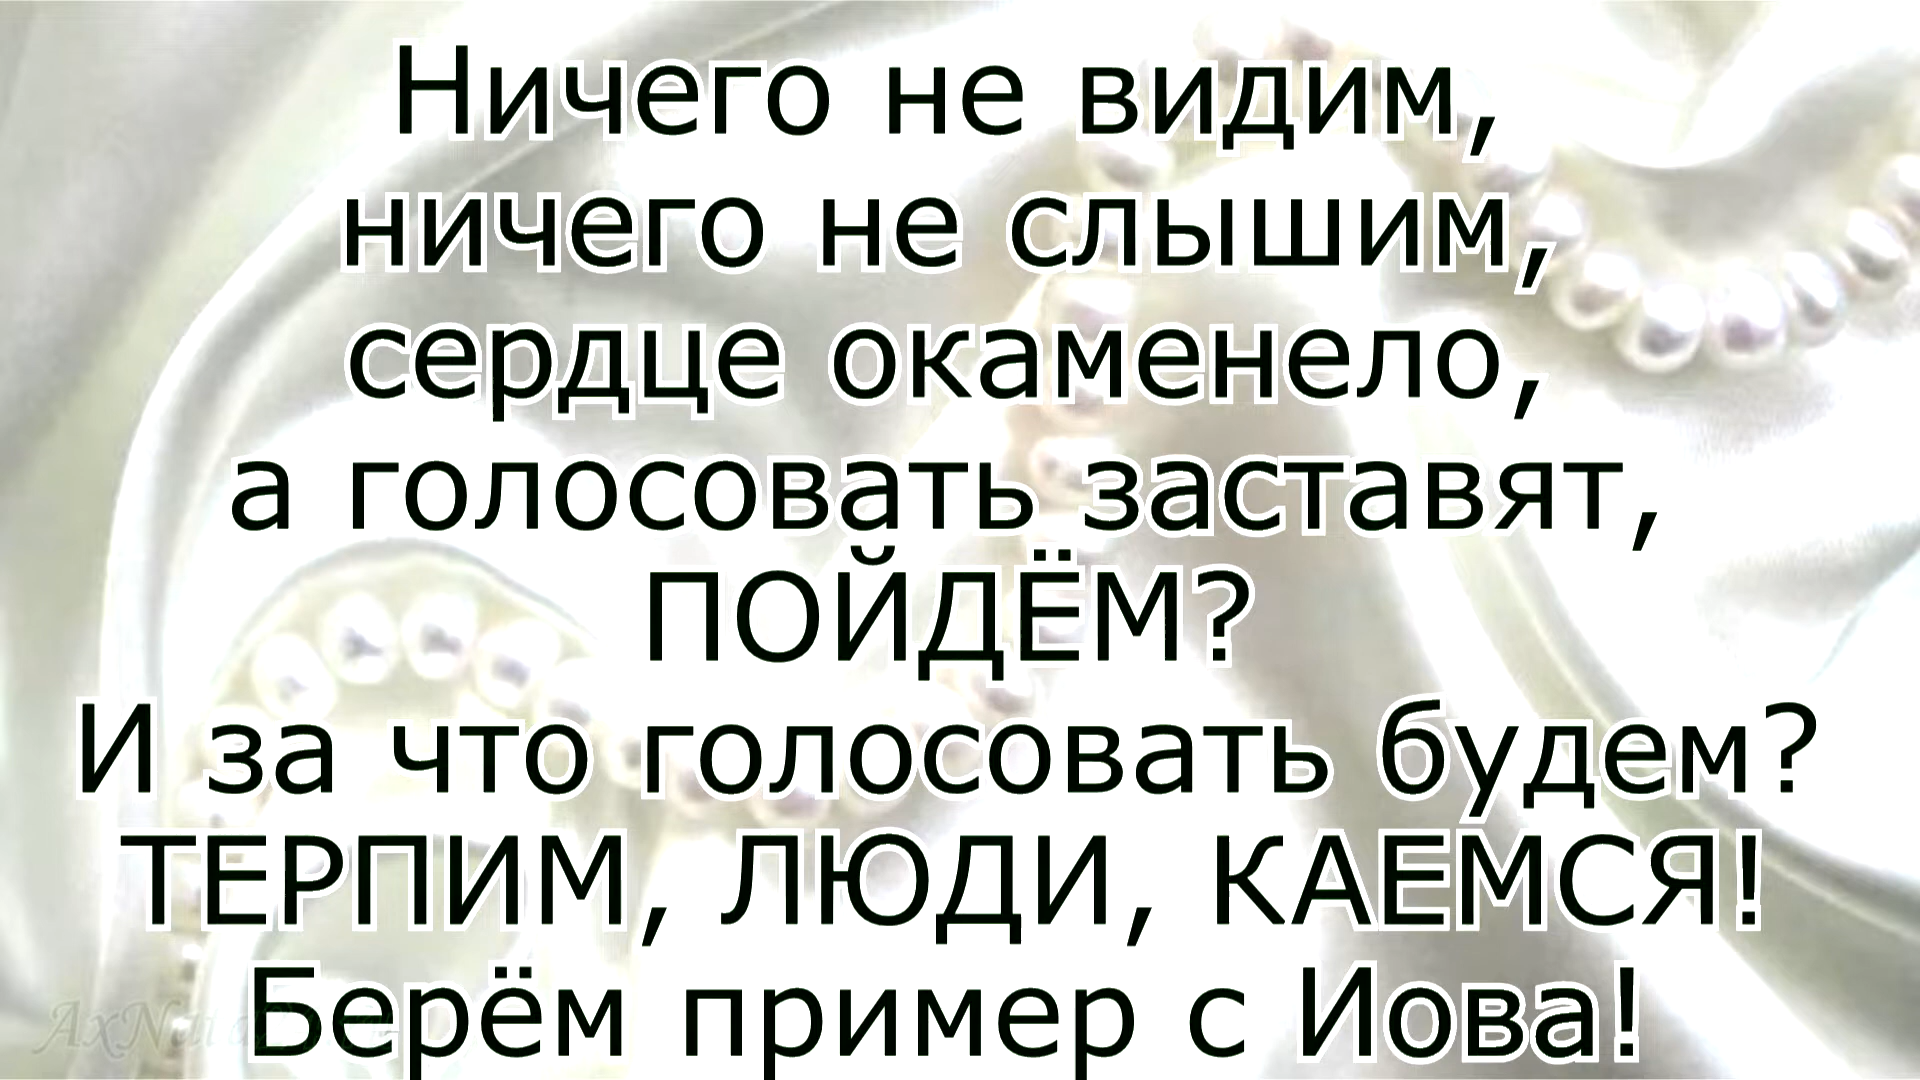 Ничего не видим,
ничего не слышим,
сердце окаменело,
а голосовать заставят,
ПОЙДЁМ?
И за что голосовать будем?
ТЕРПИМ, ЛЮДИ, КАЕМСЯ!
Берём пример с Иова!